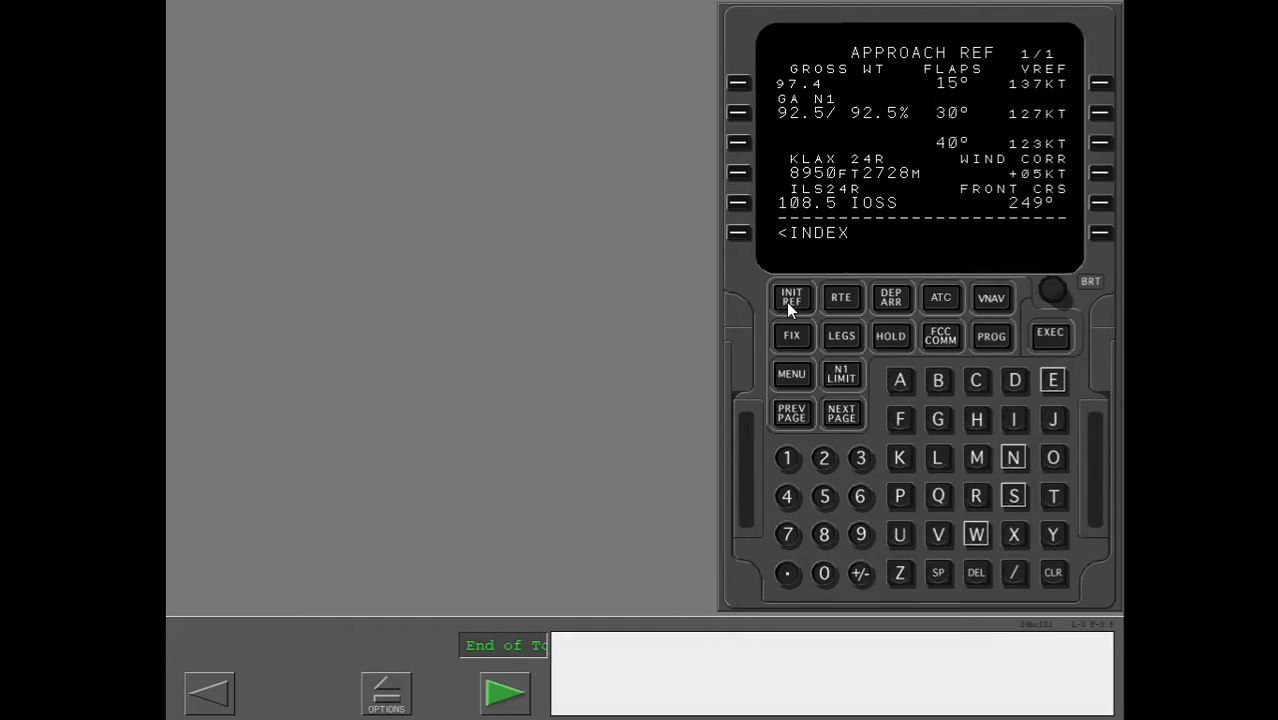 APPROACH REF 1/1
GROSS WT FLAPS VREF
97.4 15° 137KT
GA N1
92.5/ 92.5% 30° 127KT
40° 123KT
KLAX 24R WIND CORR
8950FT2728M +05KT
ILS24R FRONT CRS
108.5 IOSS 249°
------------------------
<INDEX
BRT
INIT REF
RTE
DEP ARR
ATC
VNAV
FIX
LEGS
HOLD
FCC COMM
PROG
EXEC
MENU
N1 LIMIT
A B C D E
PREV PAGE
NEXT PAGE
F G H I J
1 2 3 K L M N O
4 5 6 P Q R S T
7 8 9 U V W X Y
. 0 +/- Z SP DEL / CLR
End of To
OPTIONS